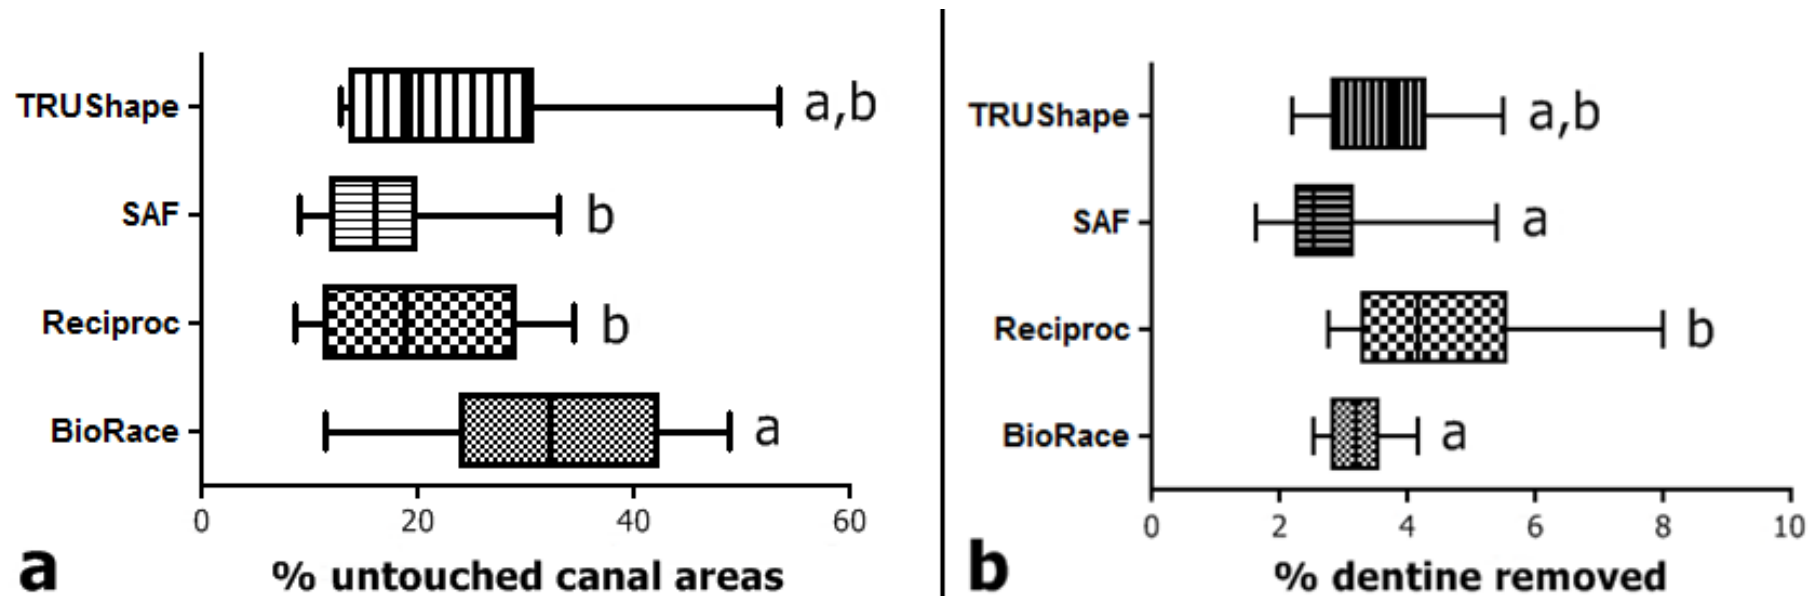 TRUShape
a,b
SAF
b
Reciproc
b
BioRace
a
0 20 40 60
a
% untouched canal areas
TRUShape
a,b
SAF
a
Reciproc
b
BioRace
a
0 2 4 6 8 10
b
% dentine removed